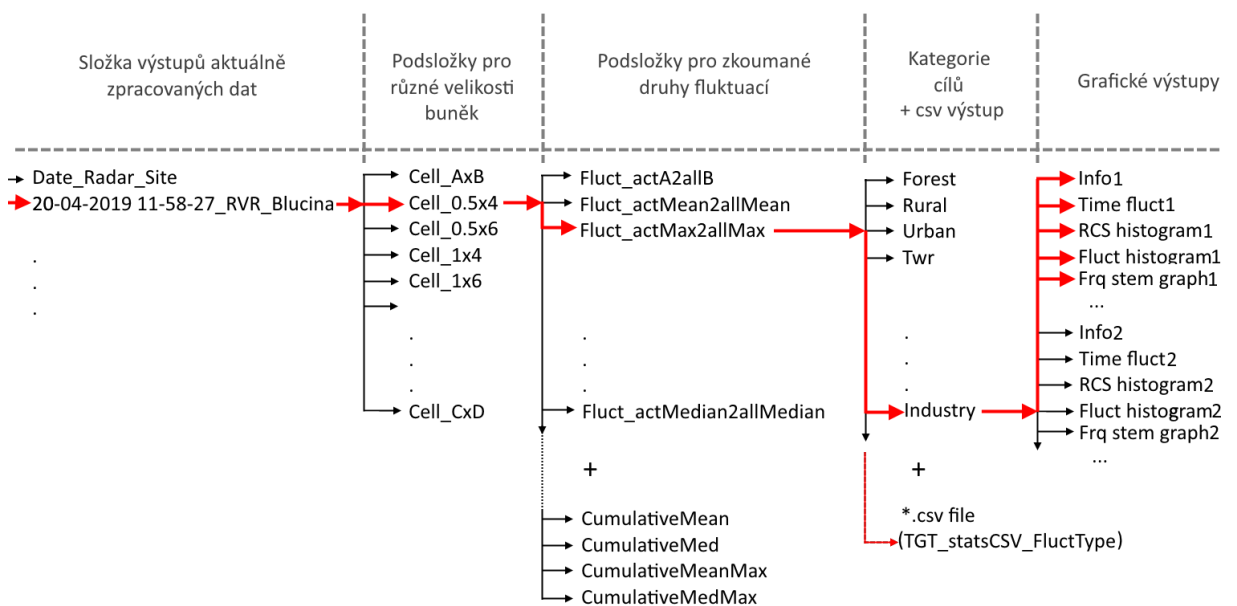 Složka výstupů aktuálně
zpracovaných dat
Podsložky pro
různé velikosti
buněk
Podsložky pro zkoumané
druhy fluktuací
Kategorie
cílů
+ csv výstup
Grafické výstupy
Date_Radar_Site
20-04-2019 11-58-27_RVR_Blucina
.
.
.
Cell_AxB
Cell_0.5x4
Cell_0.5x6
Cell_1x4
Cell_1x6
.
.
.
Cell_CxD
Fluct_actA2allB
Fluct_actMean2allMean
Fluct_actMax2allMax
.
.
.
Fluct_actMedian2allMedian
+
CumulativeMean
CumulativeMed
CumulativeMeanMax
CumulativeMedMax
Forest
Rural
Urban
Twr
.
.
.
Industry
+
*.csv file
(TGT_statsCSV_FluctType)
Info1
Time fluct1
RCS histogram1
Fluct histogram1
Frq stem graph1
...
Info2
Time fluct2
RCS histogram2
Fluct histogram2
Frq stem graph2
...